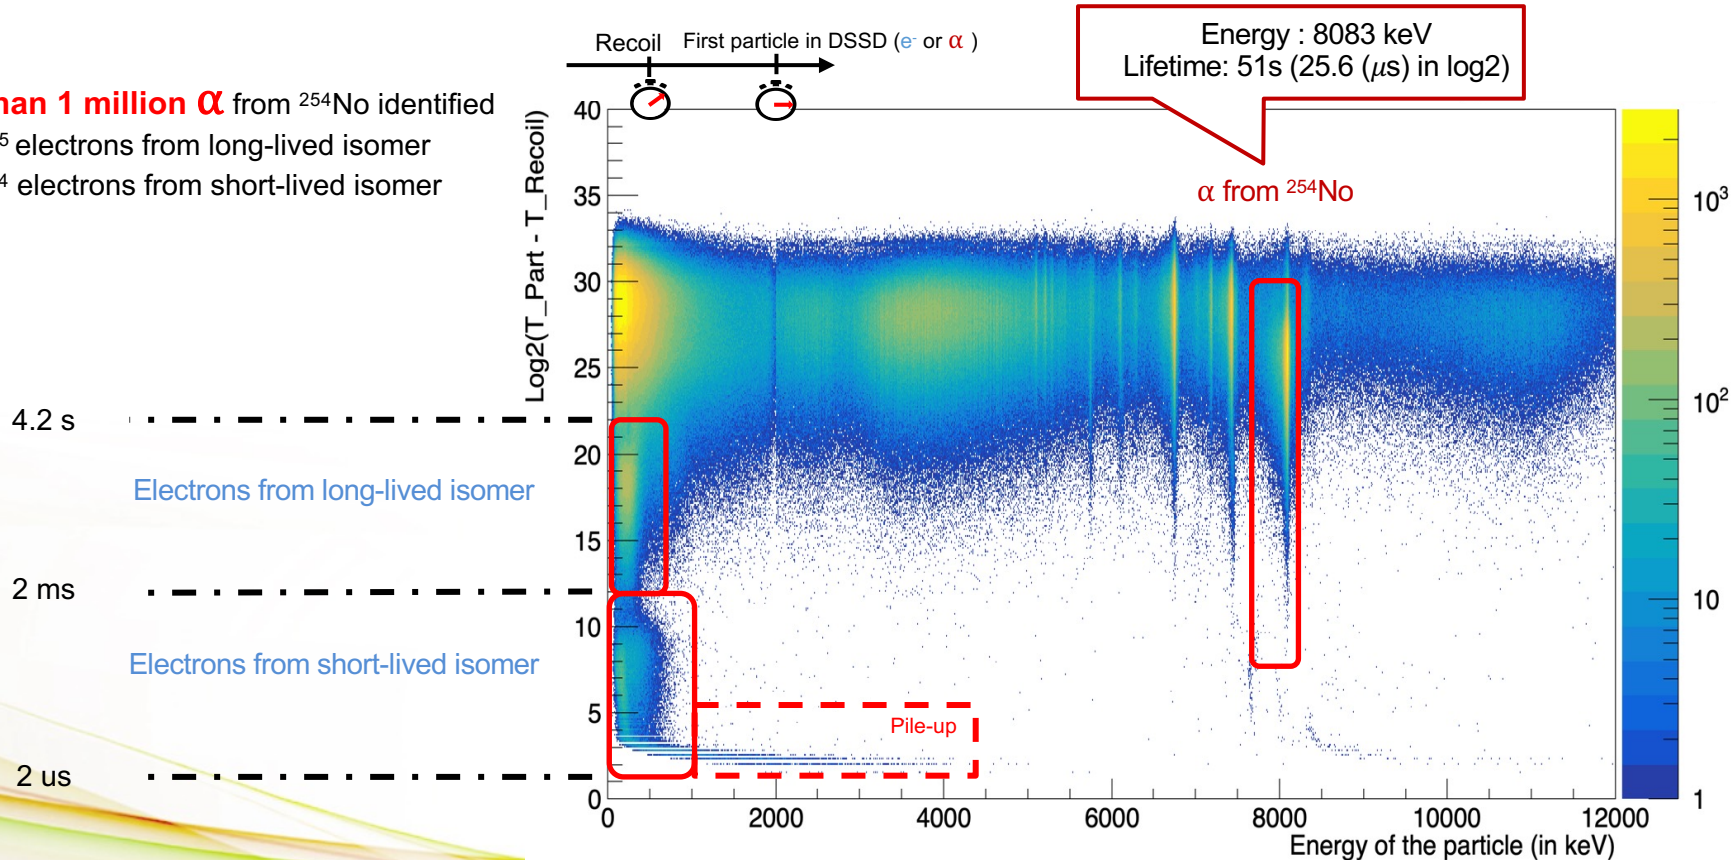 Recoil First particle in DSSD (e- or α )
Energy : 8083 keV
Lifetime: 51s (25.6 (μs) in log2)
1 million α from ²⁵⁴No identified
⁵ electrons from long-lived isomer
⁴ electrons from short-lived isomer
α from ²⁵⁴No
4.2 s
Electrons from long-lived isomer
2 ms
Electrons from short-lived isomer
2 us
Pile-up
Log2(T_Part - T_Recoil)
40
35
30
25
20
15
10
5
0
0 2000 4000 6000 8000 10000 12000
Energy of the particle (in keV)
10³
10²
10
1